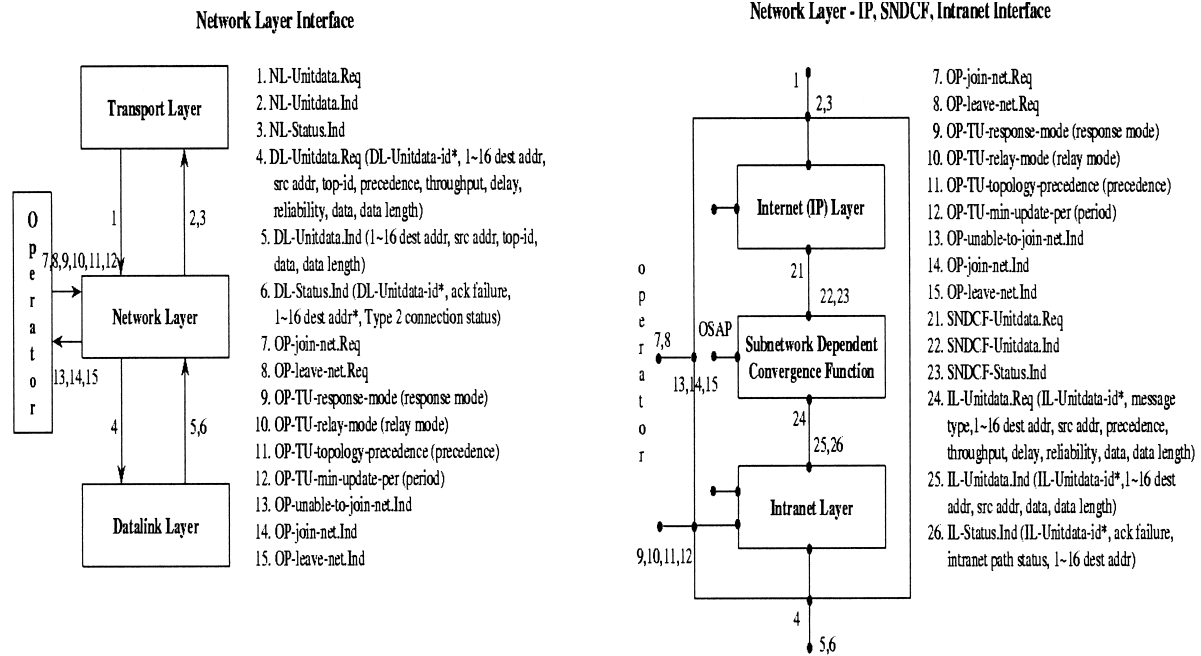 Network Layer Interface
Transport Layer
1
2,3
Operator
7,8,9,10,11,12
Network Layer
13,14,15
4
5,6
Datalink Layer
1. NL-Unitdata.Req
2. NL-Unitdata.Ind
3. NL-Status.Ind
4. DL-Unitdata.Req (DL-Unitdata-id*, 1~16 dest addr,
src addr, top-id, precedence, throughput, delay,
reliability, data, data length)
5. DL-Unitdata.Ind (1~16 dest addr, src addr, top-id,
data, data length)
6. DL-Status.Ind (DL-Unitdata-id*, ack failure,
1~16 dest addr*, Type 2 connection status)
7. OP-join-net.Req
8. OP-leave-net.Req
9. OP-TU-response-mode (response mode)
10. OP-TU-relay-mode (relay mode)
11. OP-TU-topology-precedence (precedence)
12. OP-TU-min-update-per (period)
13. OP-unable-to-join-net.Ind
14. OP-join-net.Ind
15. OP-leave-net.Ind
Network Layer - IP, SNDCF, Intranet Interface
1
2,3
Internet (IP) Layer
21
22,23
operator
OSAP
7,8
13,14,15
Subnetwork Dependent
Convergence Function
24
25,26
Intranet Layer
9,10,11,12
4
5,6
7. OP-join-net.Req
8. OP-leave-net.Req
9. OP-TU-response-mode (response mode)
10. OP-TU-relay-mode (relay mode)
11. OP-TU-topology-precedence (precedence)
12. OP-TU-min-update-per (period)
13. OP-unable-to-join-net.Ind
14. OP-join-net.Ind
15. OP-leave-net.Ind
21. SNDCF-Unitdata.Req
22. SNDCF-Unitdata.Ind
23. SNDCF-Status.Ind
24. IL-Unitdata.Req (IL-Unitdata-id*, message
type,1~16 dest addr, src addr, precedence,
throughput, delay, reliability, data, data length)
25. IL-Unitdata.Ind (IL-Unitdata-id*,1~16 dest
addr, src addr, data, data length)
26. IL-Status.Ind (IL-Unitdata-id*, ack failure,
intranet path status, 1~16 dest addr)